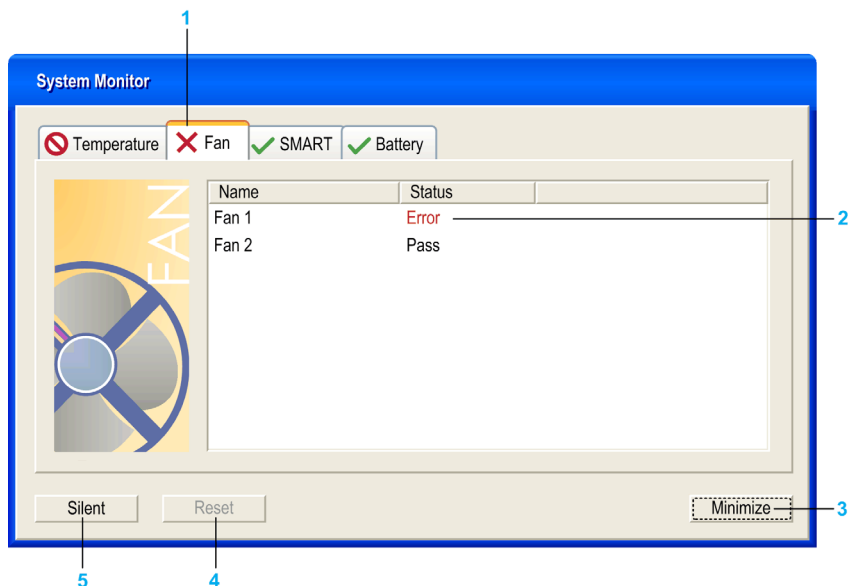 1
System Monitor
Temperature Fan SMART Battery
FAN
Name Status
Fan 1 Error 2
Fan 2 Pass
Silent Reset Minimize 3
5 4